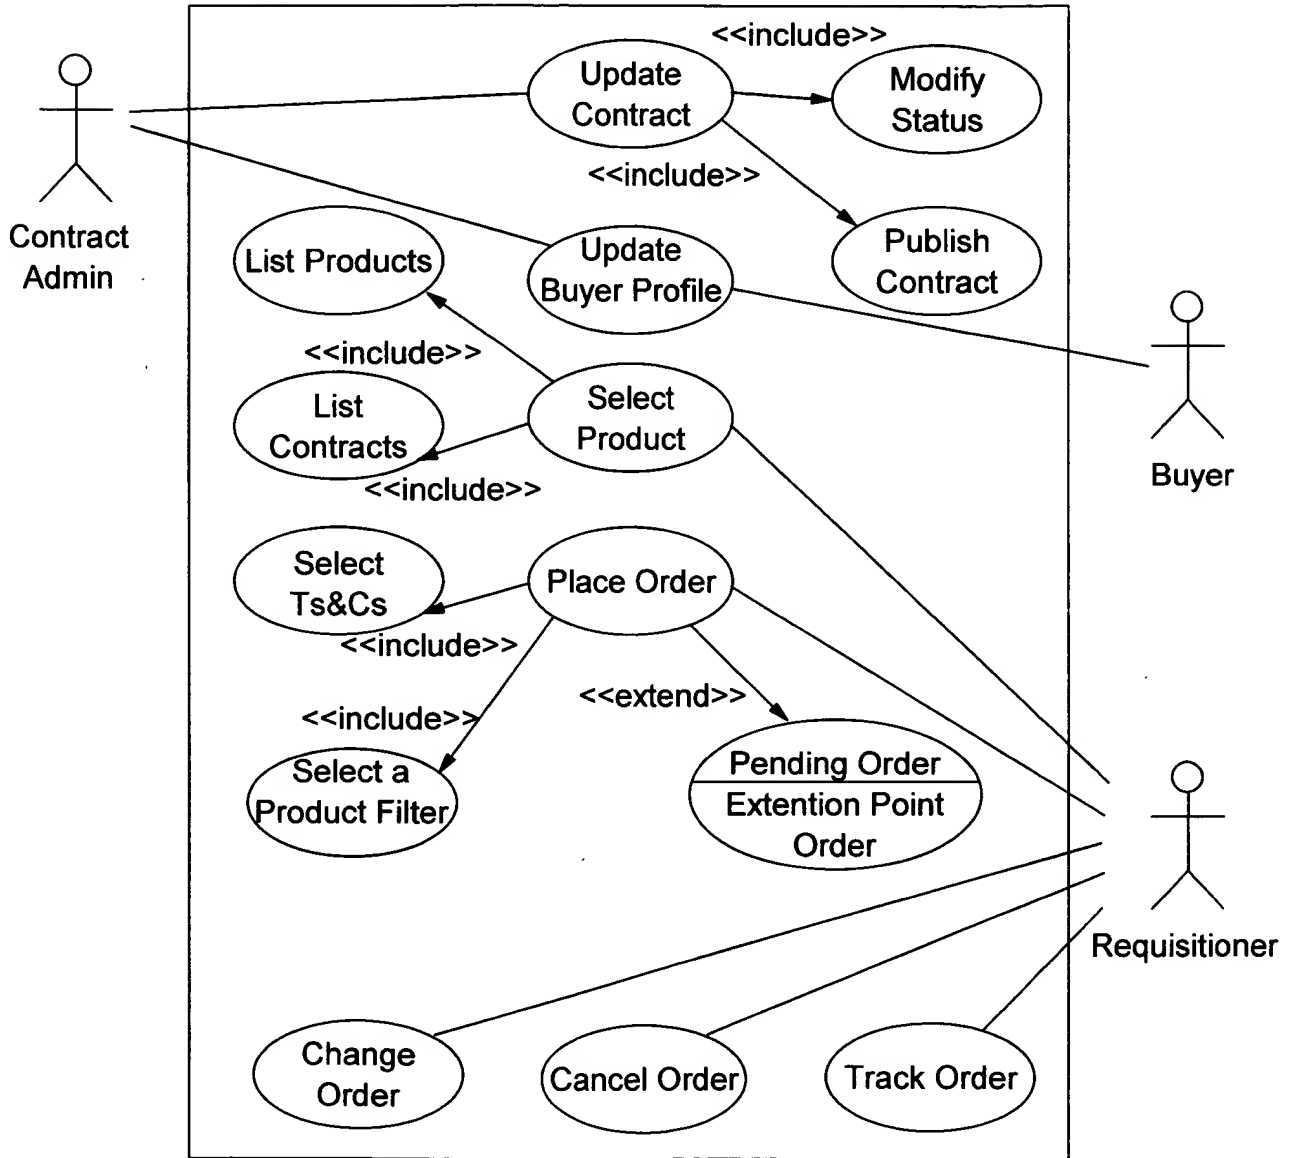 <<include>>
Update
Contract
Modify
Status
<<include>>
Contract
Admin
List Products
Update
Buyer Profile
Publish
Contract
<<include>>
List
Contracts
Select
Product
<<include>>
Buyer
Select
Ts&Cs
Place Order
<<include>>
<<extend>>
<<include>>
Select a
Product Filter
Pending Order
Extention Point
Order
Requisitioner
Change
Order
Cancel Order
Track Order